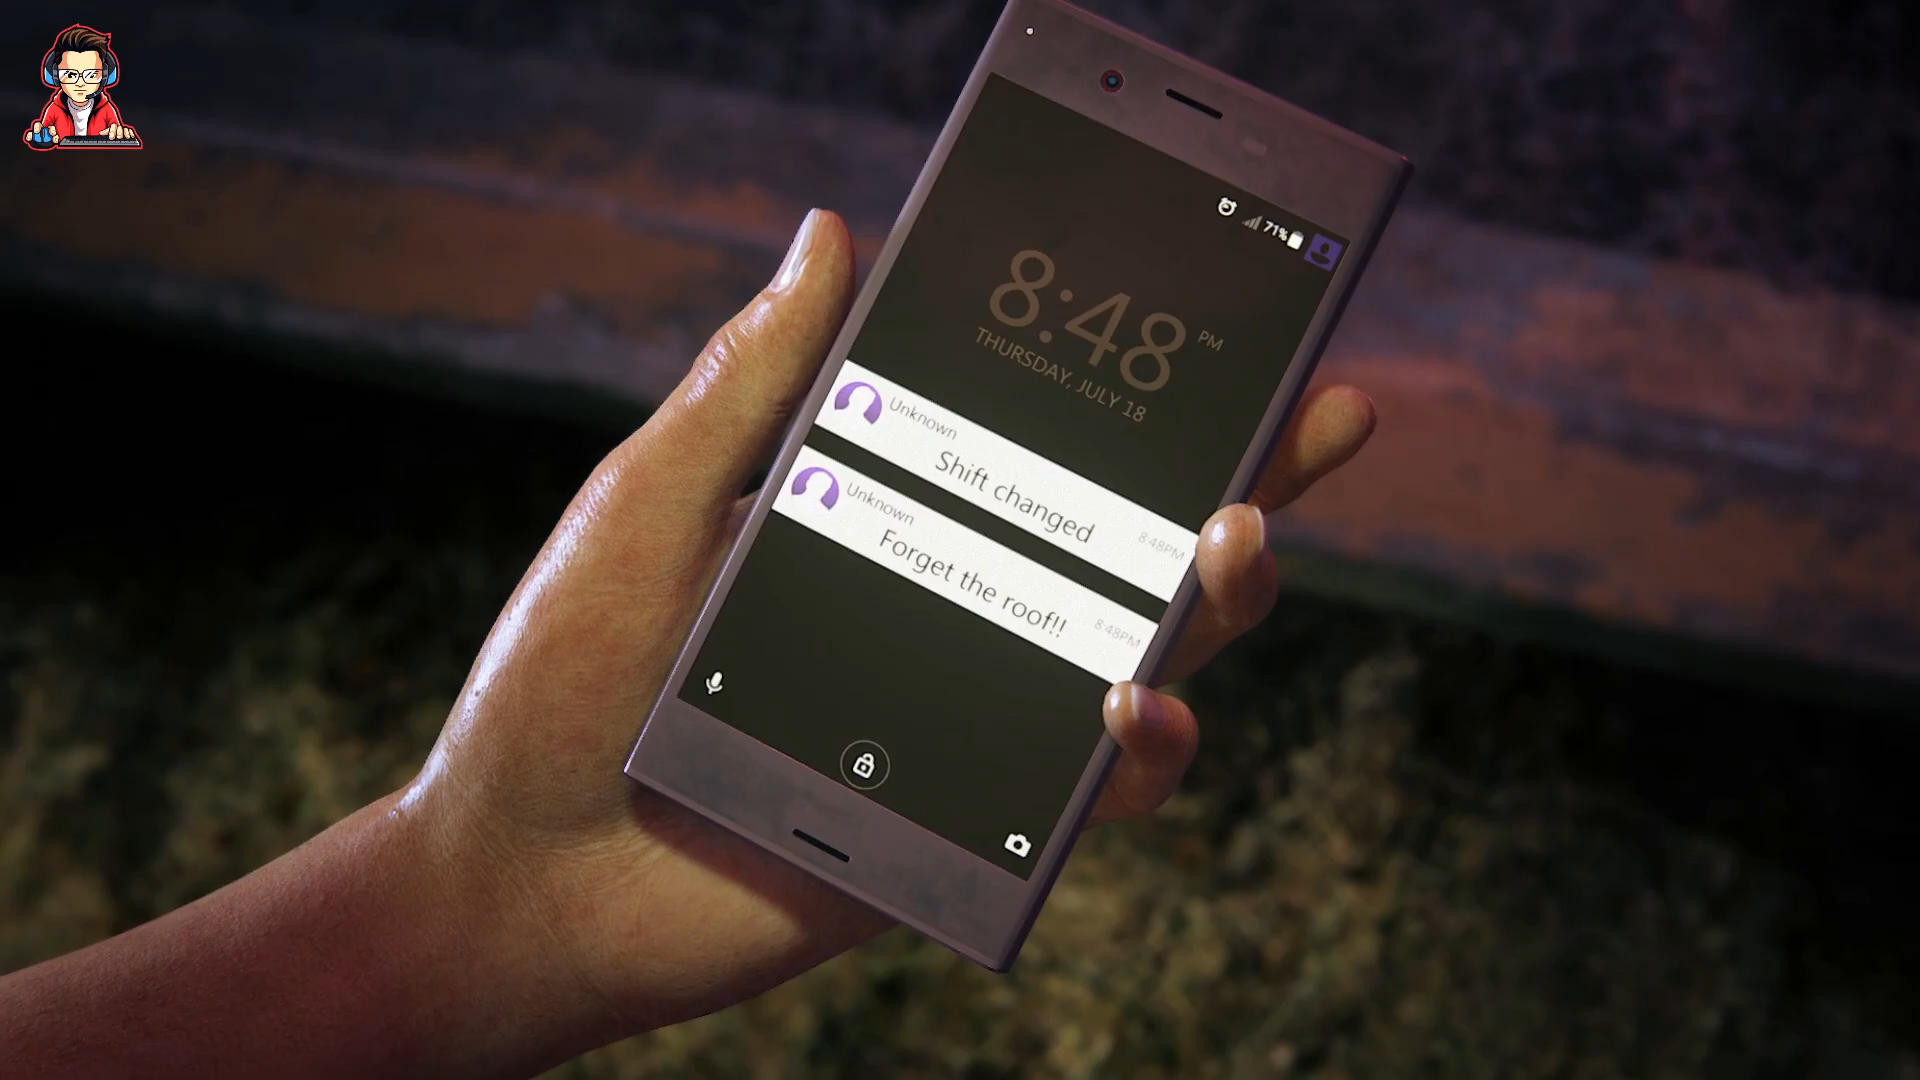 71%
8:48 PM
THURSDAY, JULY 18
Unknown
Shift changed
8:48PM
Unknown
Forget the roof!!
8:48PM